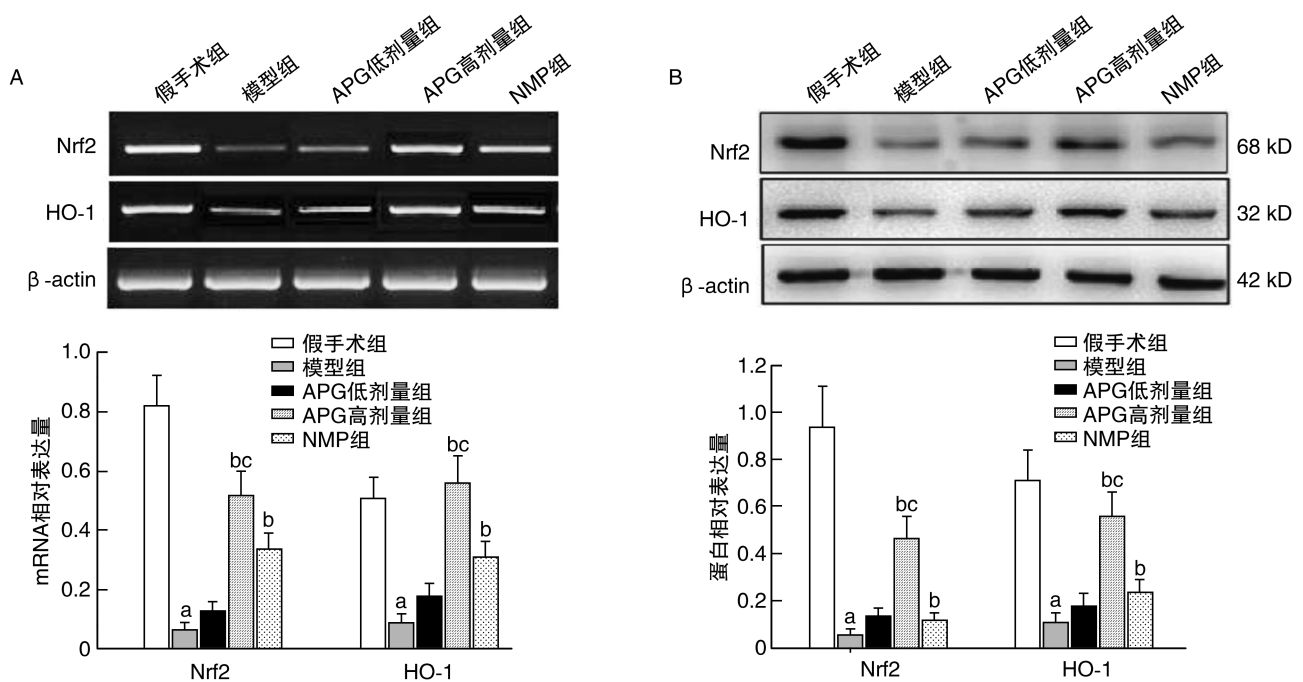 A
假手术组
模型组
APG低剂量组
APG高剂量组
NMP组
Nrf2
HO-1
β-actin
1.0
0.8
0.6
0.4
0.2
0
mRNA相对表达量
假手术组
模型组
APG低剂量组
APG高剂量组
NMP组
a
bc
b
a
bc
b
Nrf2
HO-1
B
假手术组
模型组
APG低剂量组
APG高剂量组
NMP组
Nrf2
68 kD
HO-1
32 kD
β-actin
42 kD
1.2
1.0
0.8
0.6
0.4
0.2
0
蛋白相对表达量
假手术组
模型组
APG低剂量组
APG高剂量组
NMP组
a
bc
b
a
bc
b
Nrf2
HO-1